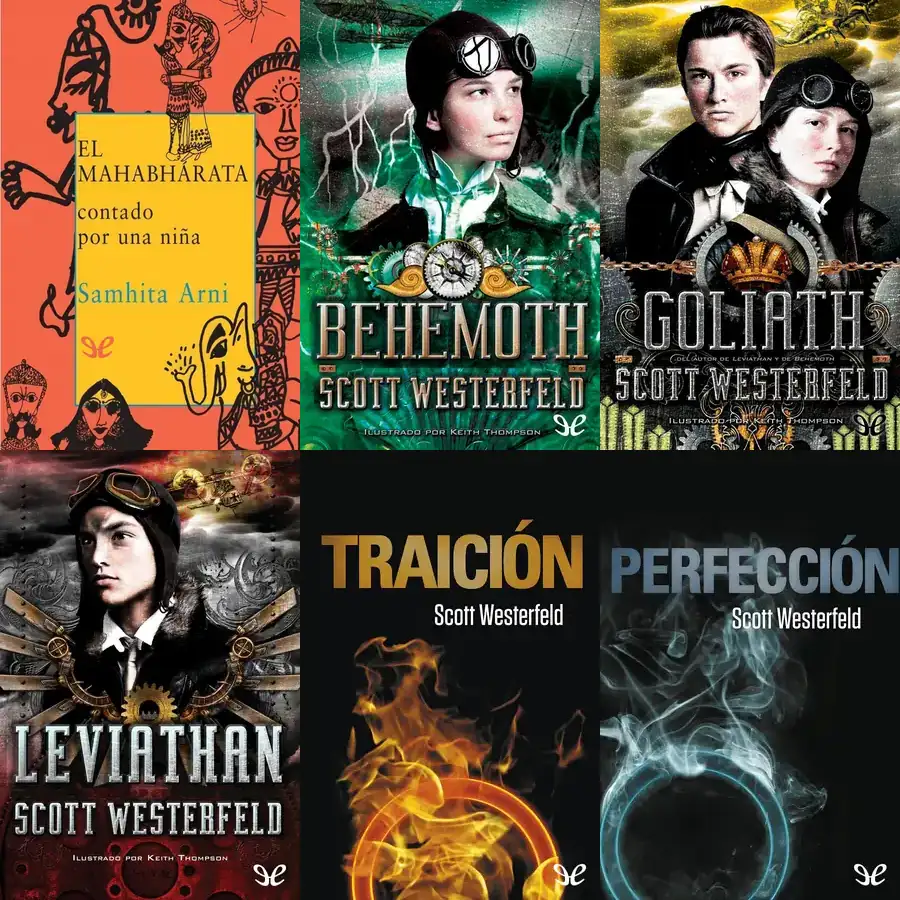 EL
MAHABHÁRATA
contado
por una niña
Samhita Arni
BEHEMOTH
SCOTT WESTERFELD
ILUSTRADO POR KEITH THOMPSON
GOLIATH
DEL AUTOR DE LEVIATHAN Y DE BEHEMOTH
SCOTT WESTERFELD
ILUSTRADO POR KEITH THOMPSON
LEVIATHAN
SCOTT WESTERFELD
ILUSTRADO POR KEITH THOMPSON
TRAICIÓN
Scott Westerfeld
PERFECCIÓN
Scott Westerfeld